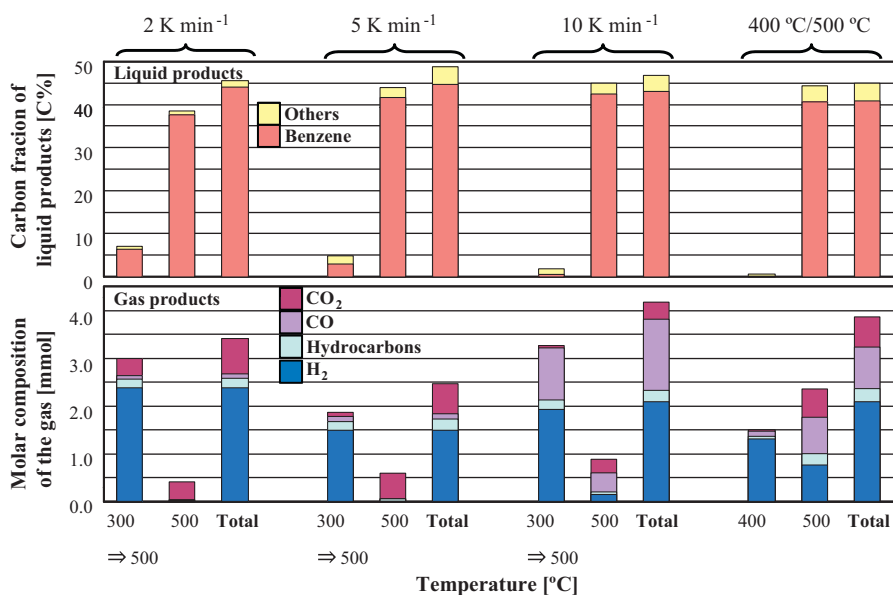 2 K min⁻¹ 5 K min⁻¹ 10 K min⁻¹ 400 ºC/500 ºC
Carbon fracion of
liquid products [C%]
50
40
30
20
10
0
Liquid products
Others
Benzene
Molar composition
of the gas [mmol]
4.0
3.0
2.0
1.0
0.0
Gas products
CO₂
CO
Hydrocarbons
H₂
300 500 Total 300 500 Total 300 500 Total 400 500 Total
⇒500 ⇒500 ⇒500
Temperature [ºC]